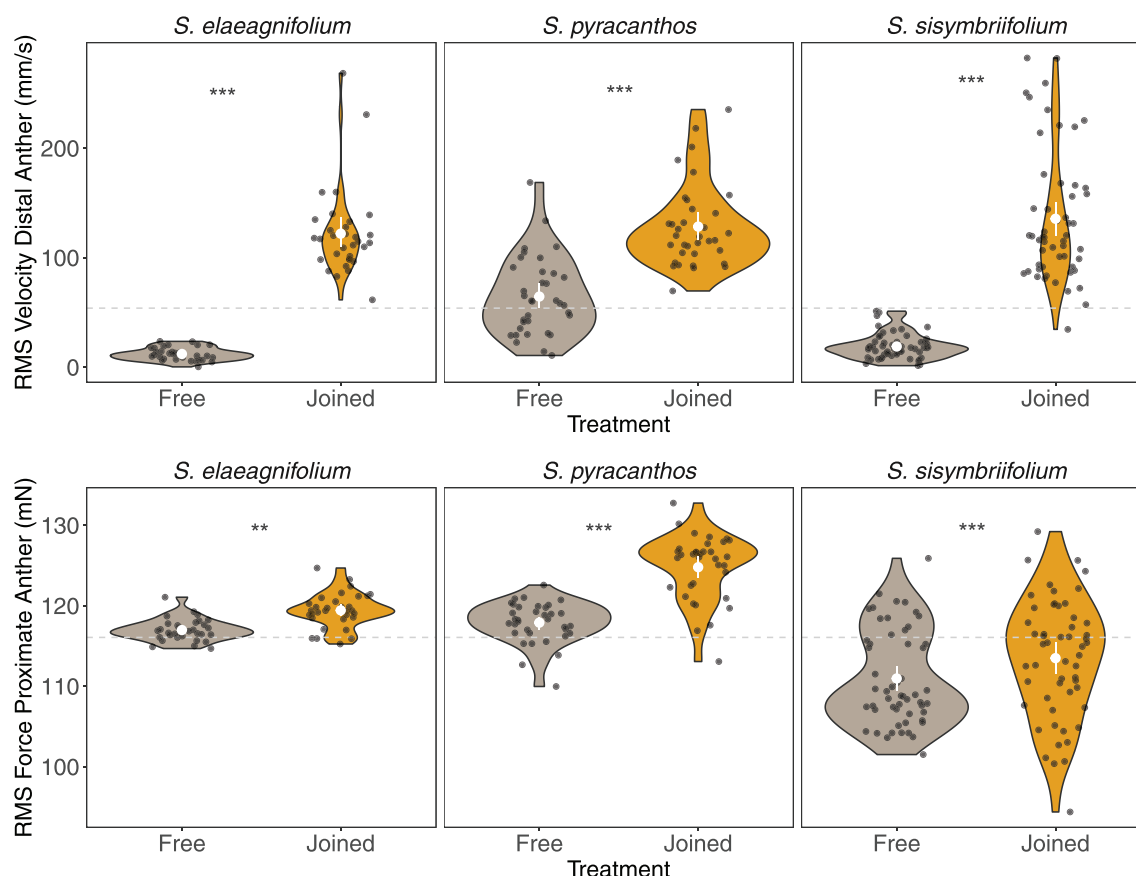 S. elaeagnifolium S. pyracanthos S. sisymbriifolium
RMS Velocity Distal Anther (mm/s)
*** *** ***
200
100
0
Free Joined Free Joined Free Joined
Treatment
S. elaeagnifolium S. pyracanthos S. sisymbriifolium
RMS Force Proximate Anther (mN)
** *** ***
130
120
110
100
Free Joined Free Joined Free Joined
Treatment